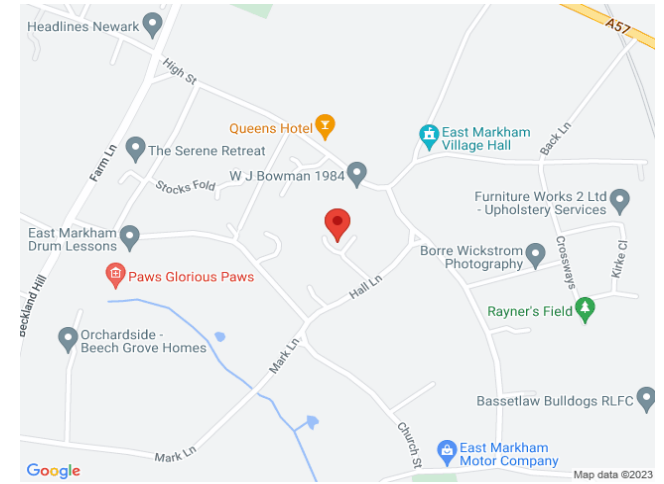 Headlines Newark
A57
High St
Queens Hotel
East Markham
Village Hall
Back Ln
Farm Ln
The Serene Retreat
W J Bowman 1984
Stocks Fold
Furniture Works 2 Ltd
- Upholstery Services
East Markham
Drum Lessons
Borre Wickstrom
Photography
Crossways
Kirke Cl
Paws Glorious Paws
Hall Ln
Beckland Hill
Rayner's Field
Orchardside -
Beech Grove Homes
Mark Ln
Bassetlaw Bulldogs RLFC
Church St
Mark Ln
East Markham
Motor Company
Google
Map data ©2023